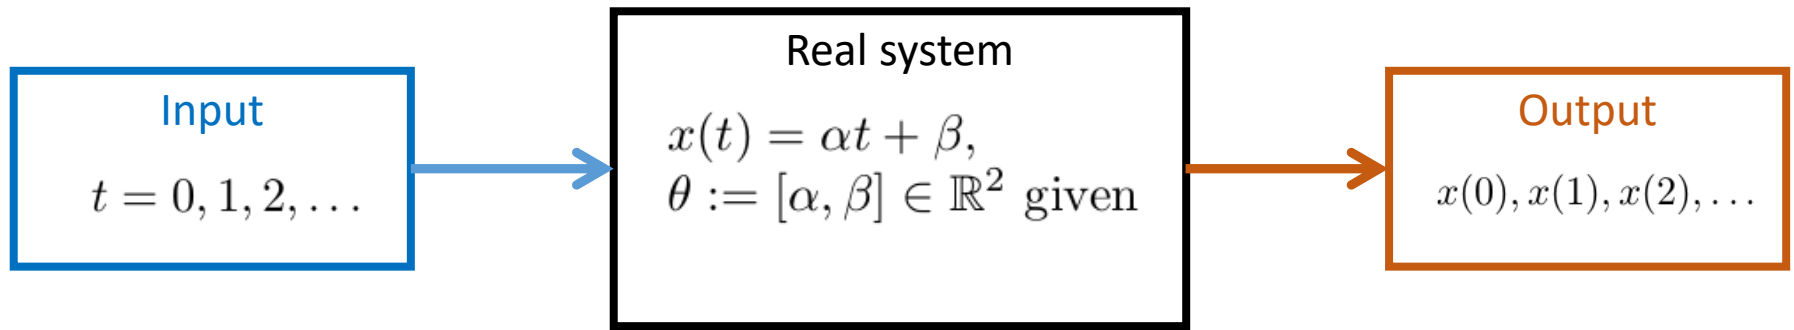 Input
t = 0, 1, 2, . . .
Real system
x(t) = αt + β,
θ := [α, β] ∈ ℝ² given
Output
x(0), x(1), x(2), . . .